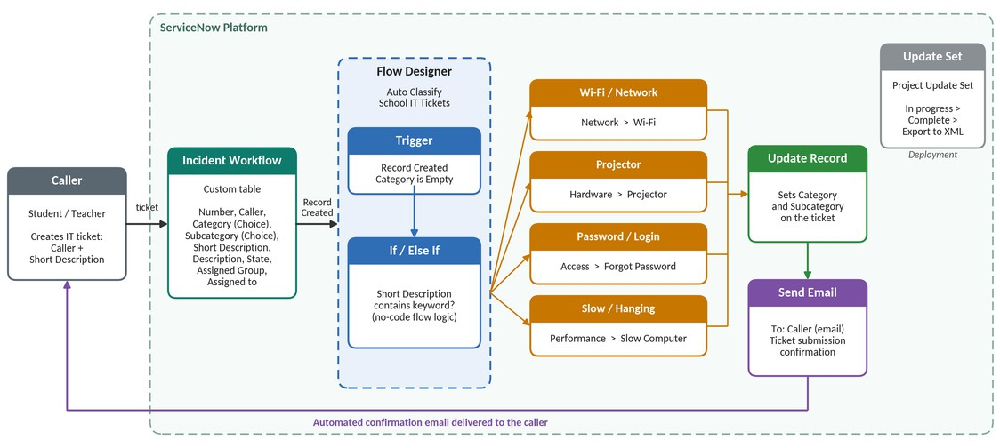 ServiceNow Platform
Caller
Student / Teacher
Creates IT ticket:
Caller +
Short Description
ticket
Incident Workflow
Custom table
Number, Caller,
Category (Choice),
Subcategory (Choice),
Short Description,
Description, State,
Assigned Group,
Assigned to
Record
Created
Flow Designer
Auto Classify
School IT Tickets
Trigger
Record Created
Category is Empty
If / Else If
Short Description
contains keyword?
(no-code flow logic)
Wi-Fi / Network
Network > Wi-Fi
Projector
Hardware > Projector
Password / Login
Access > Forgot Password
Slow / Hanging
Performance > Slow Computer
Update Record
Sets Category
and Subcategory
on the ticket
Send Email
To: Caller (email)
Ticket submission
confirmation
Update Set
Project Update Set
In progress >
Complete >
Export to XML
Deployment
Automated confirmation email delivered to the caller